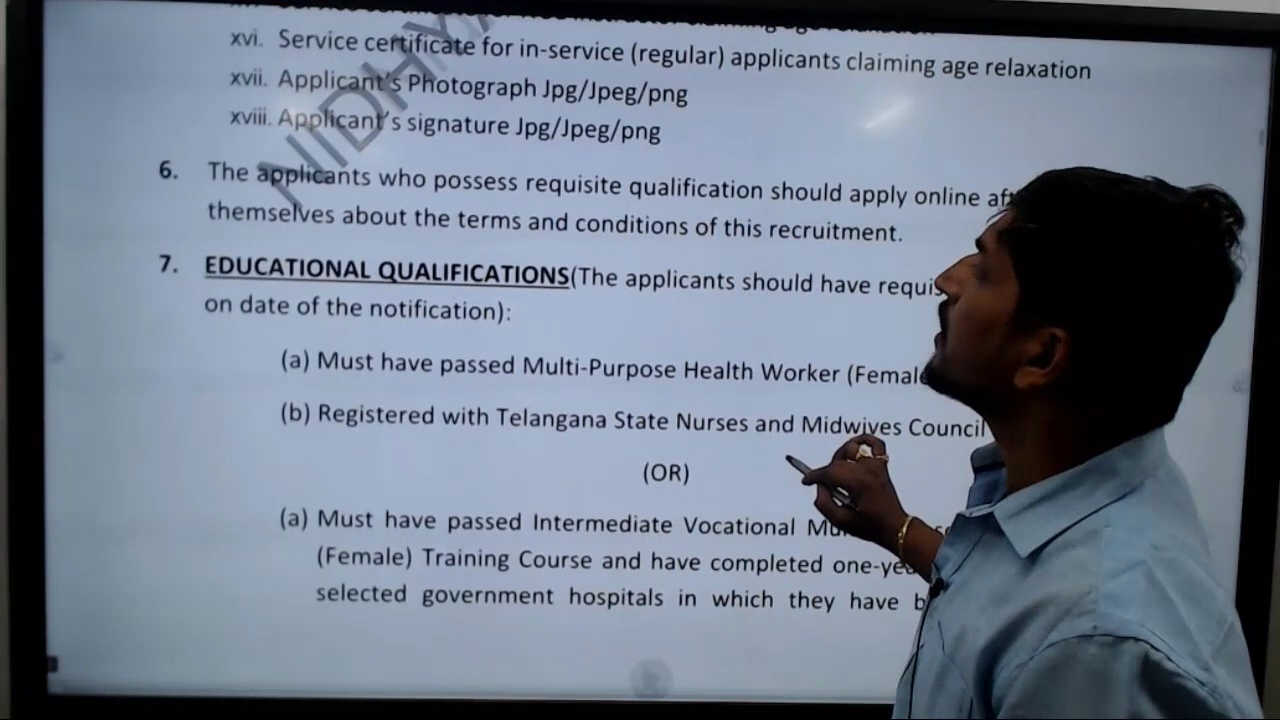 xvi. Service certificate for in-service (regular) applicants claiming age relaxation
xvii. Applicant's Photograph Jpg/Jpeg/png
xviii. Applicant's signature Jpg/Jpeg/png
6. The applicants who possess requisite qualification should apply online
themselves about the terms and conditions of this recruitment.
7. EDUCATIONAL QUALIFICATIONS(The applicants should have
on date of the notification):
(a) Must have passed Multi-Purpose Health Worker (Female
(b) Registered with Telangana State Nurses and Midwives Council
(OR)
(a) Must have passed Intermediate Vocational
(Female) Training Course and have completed
selected government hospitals in which they have